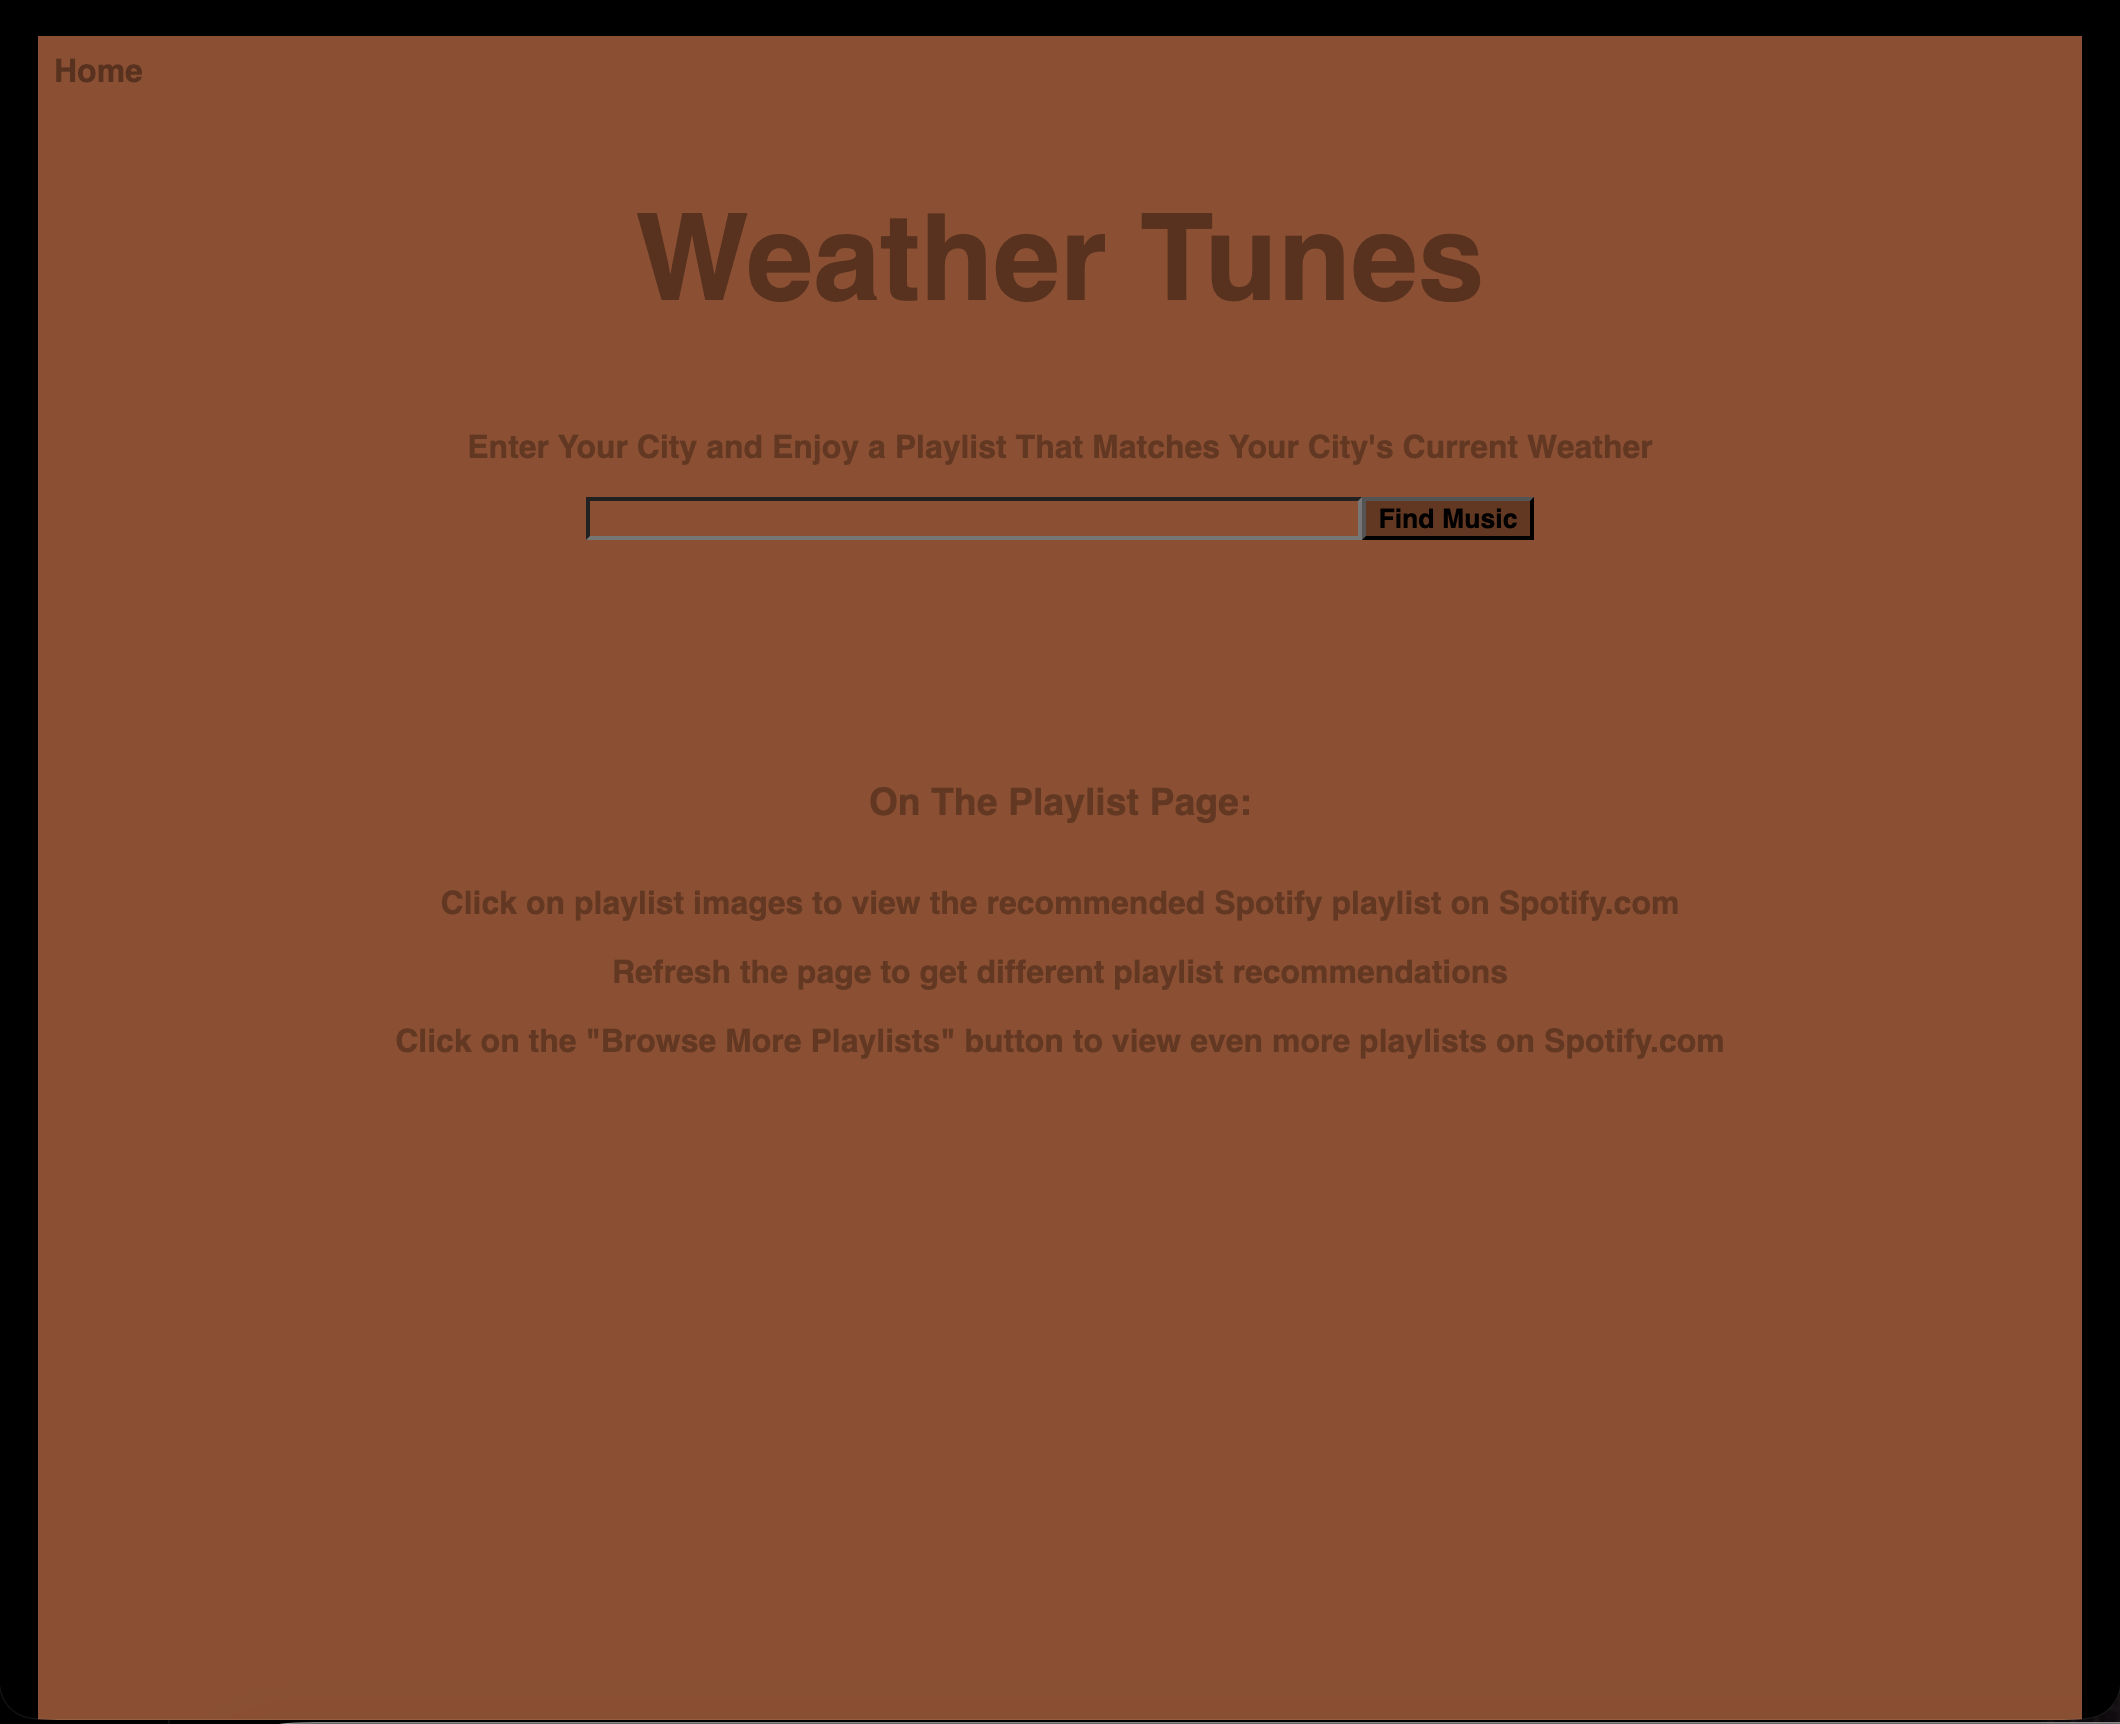 Home
Weather Tunes
Enter Your City and Enjoy a Playlist That Matches Your City's Current Weather
Find Music
On The Playlist Page:
Click on playlist images to view the recommended Spotify playlist on Spotify.com
Refresh the page to get different playlist recommendations
Click on the "Browse More Playlists" button to view even more playlists on Spotify.com